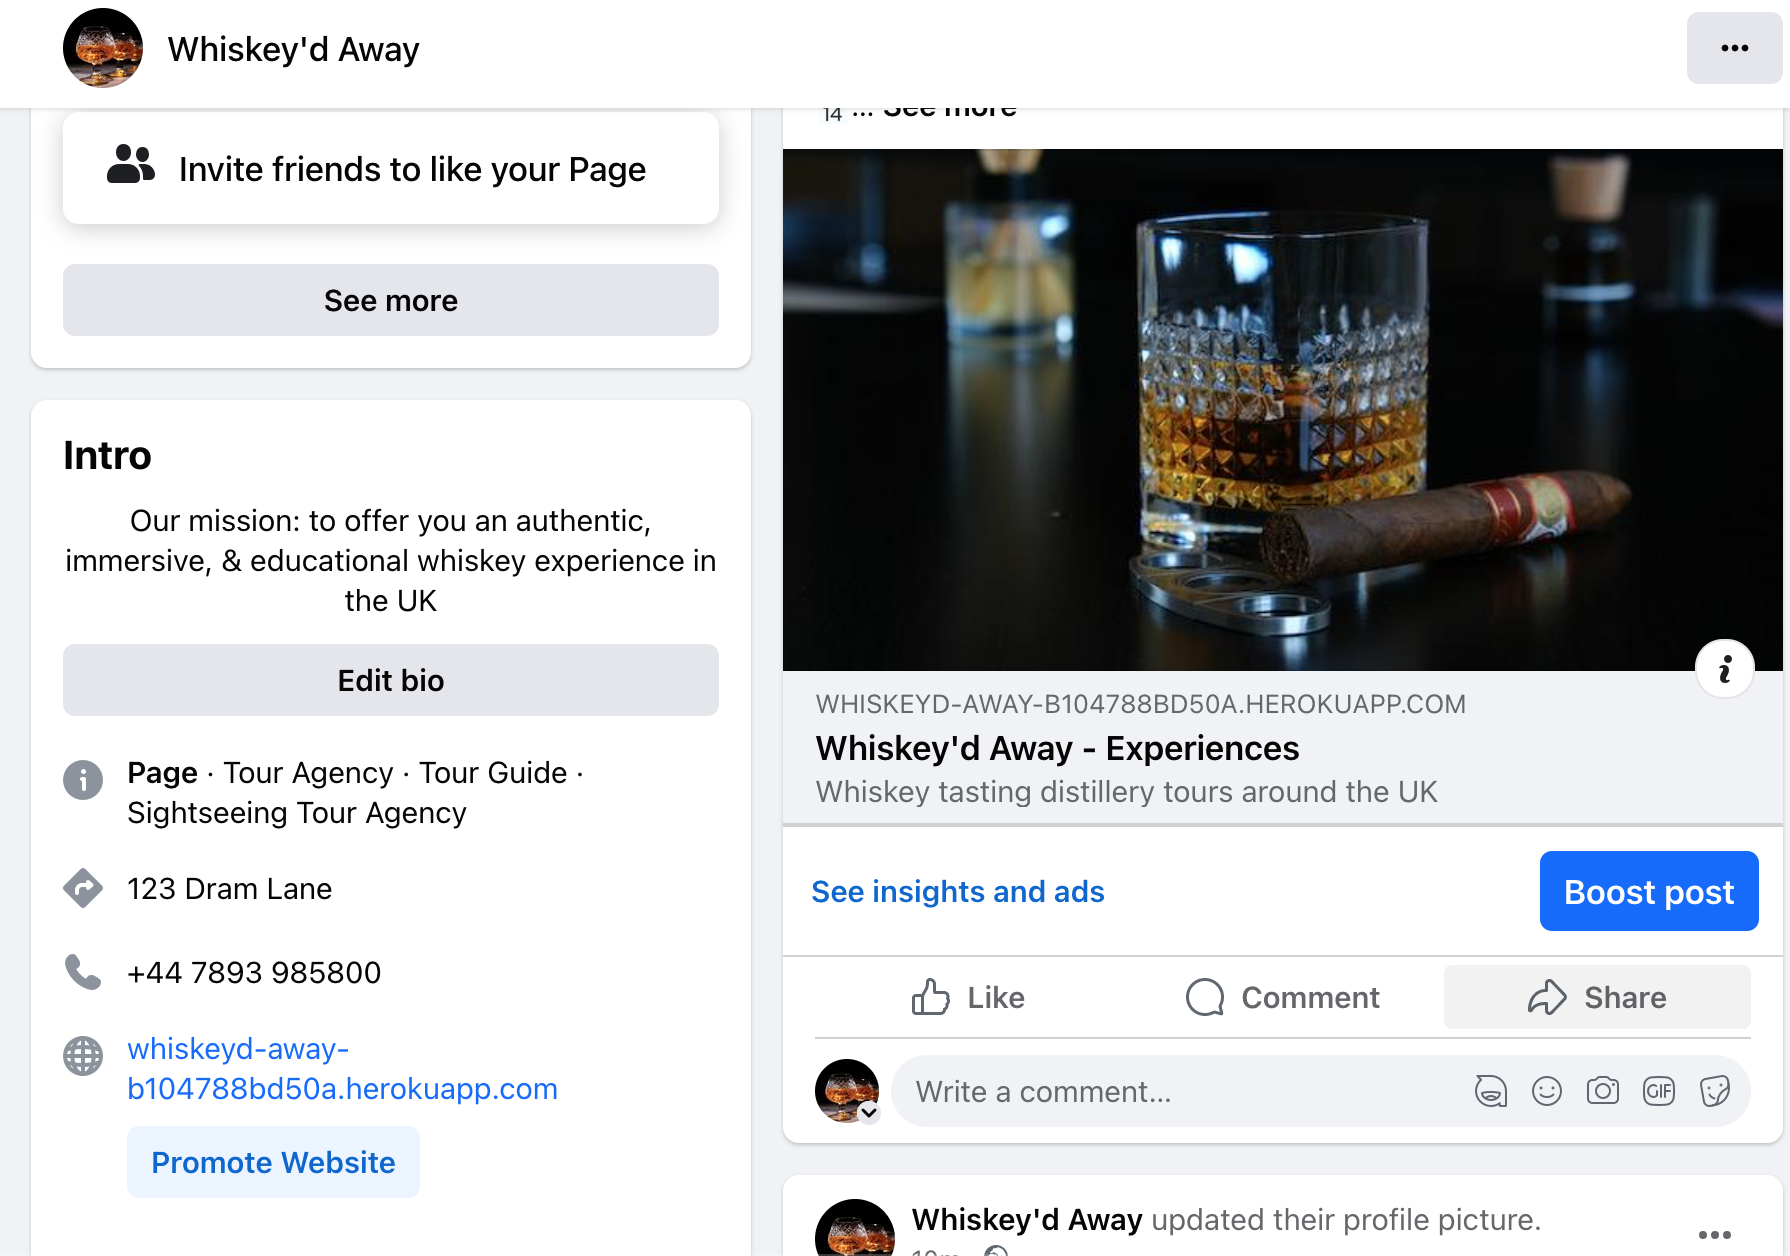 Whiskey'd Away
•••
Invite friends to like your Page
See more
Intro
Our mission: to offer you an authentic,
immersive, & educational whiskey experience in
the UK
Edit bio
Page · Tour Agency · Tour Guide ·
Sightseeing Tour Agency
123 Dram Lane
+44 7893 985800
whiskeyd-away-
b104788bd50a.herokuapp.com
Promote Website
14 ... See more
WHISKEYD-AWAY-B104788BD50A.HEROKUAPP.COM
Whiskey'd Away - Experiences
Whiskey tasting distillery tours around the UK
See insights and ads
Boost post
Like
Comment
Share
Write a comment...
GIF
Whiskey'd Away updated their profile picture.